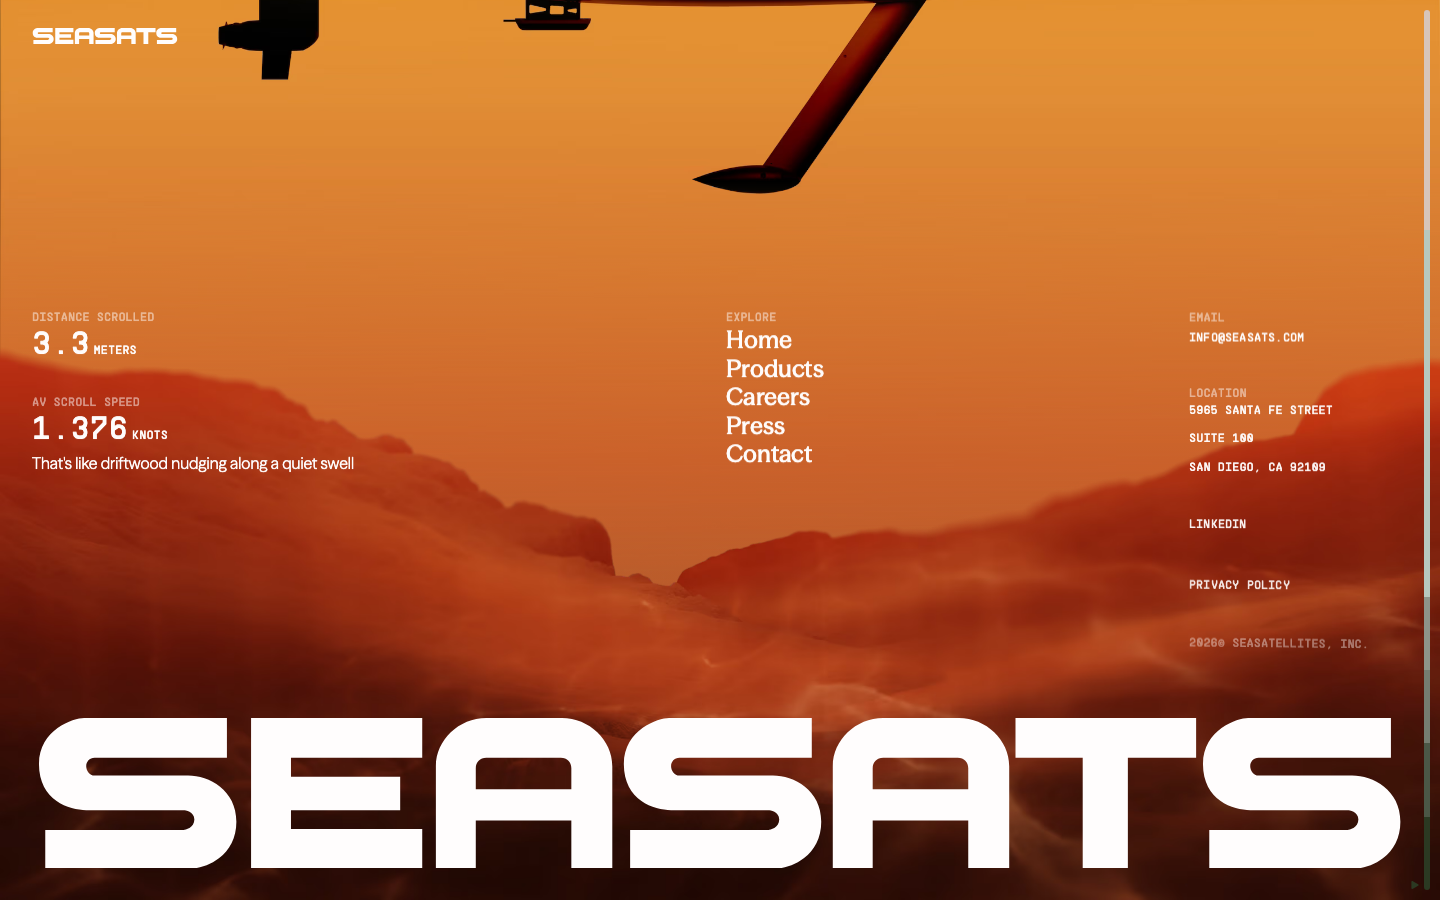 SEASATS
DISTANCE SCROLLED
3.3 METERS
AV SCROLL SPEED
1.376 KNOTS
That's like driftwood nudging along a quiet swell
EXPLORE
Home
Products
Careers
Press
Contact
EMAIL
INFO@SEASATS.COM
LOCATION
5965 SANTA FE STREET
SUITE 100
SAN DIEGO, CA 92109
LINKEDIN
PRIVACY POLICY
2026© SEASATELLITES, INC.
SEASATS